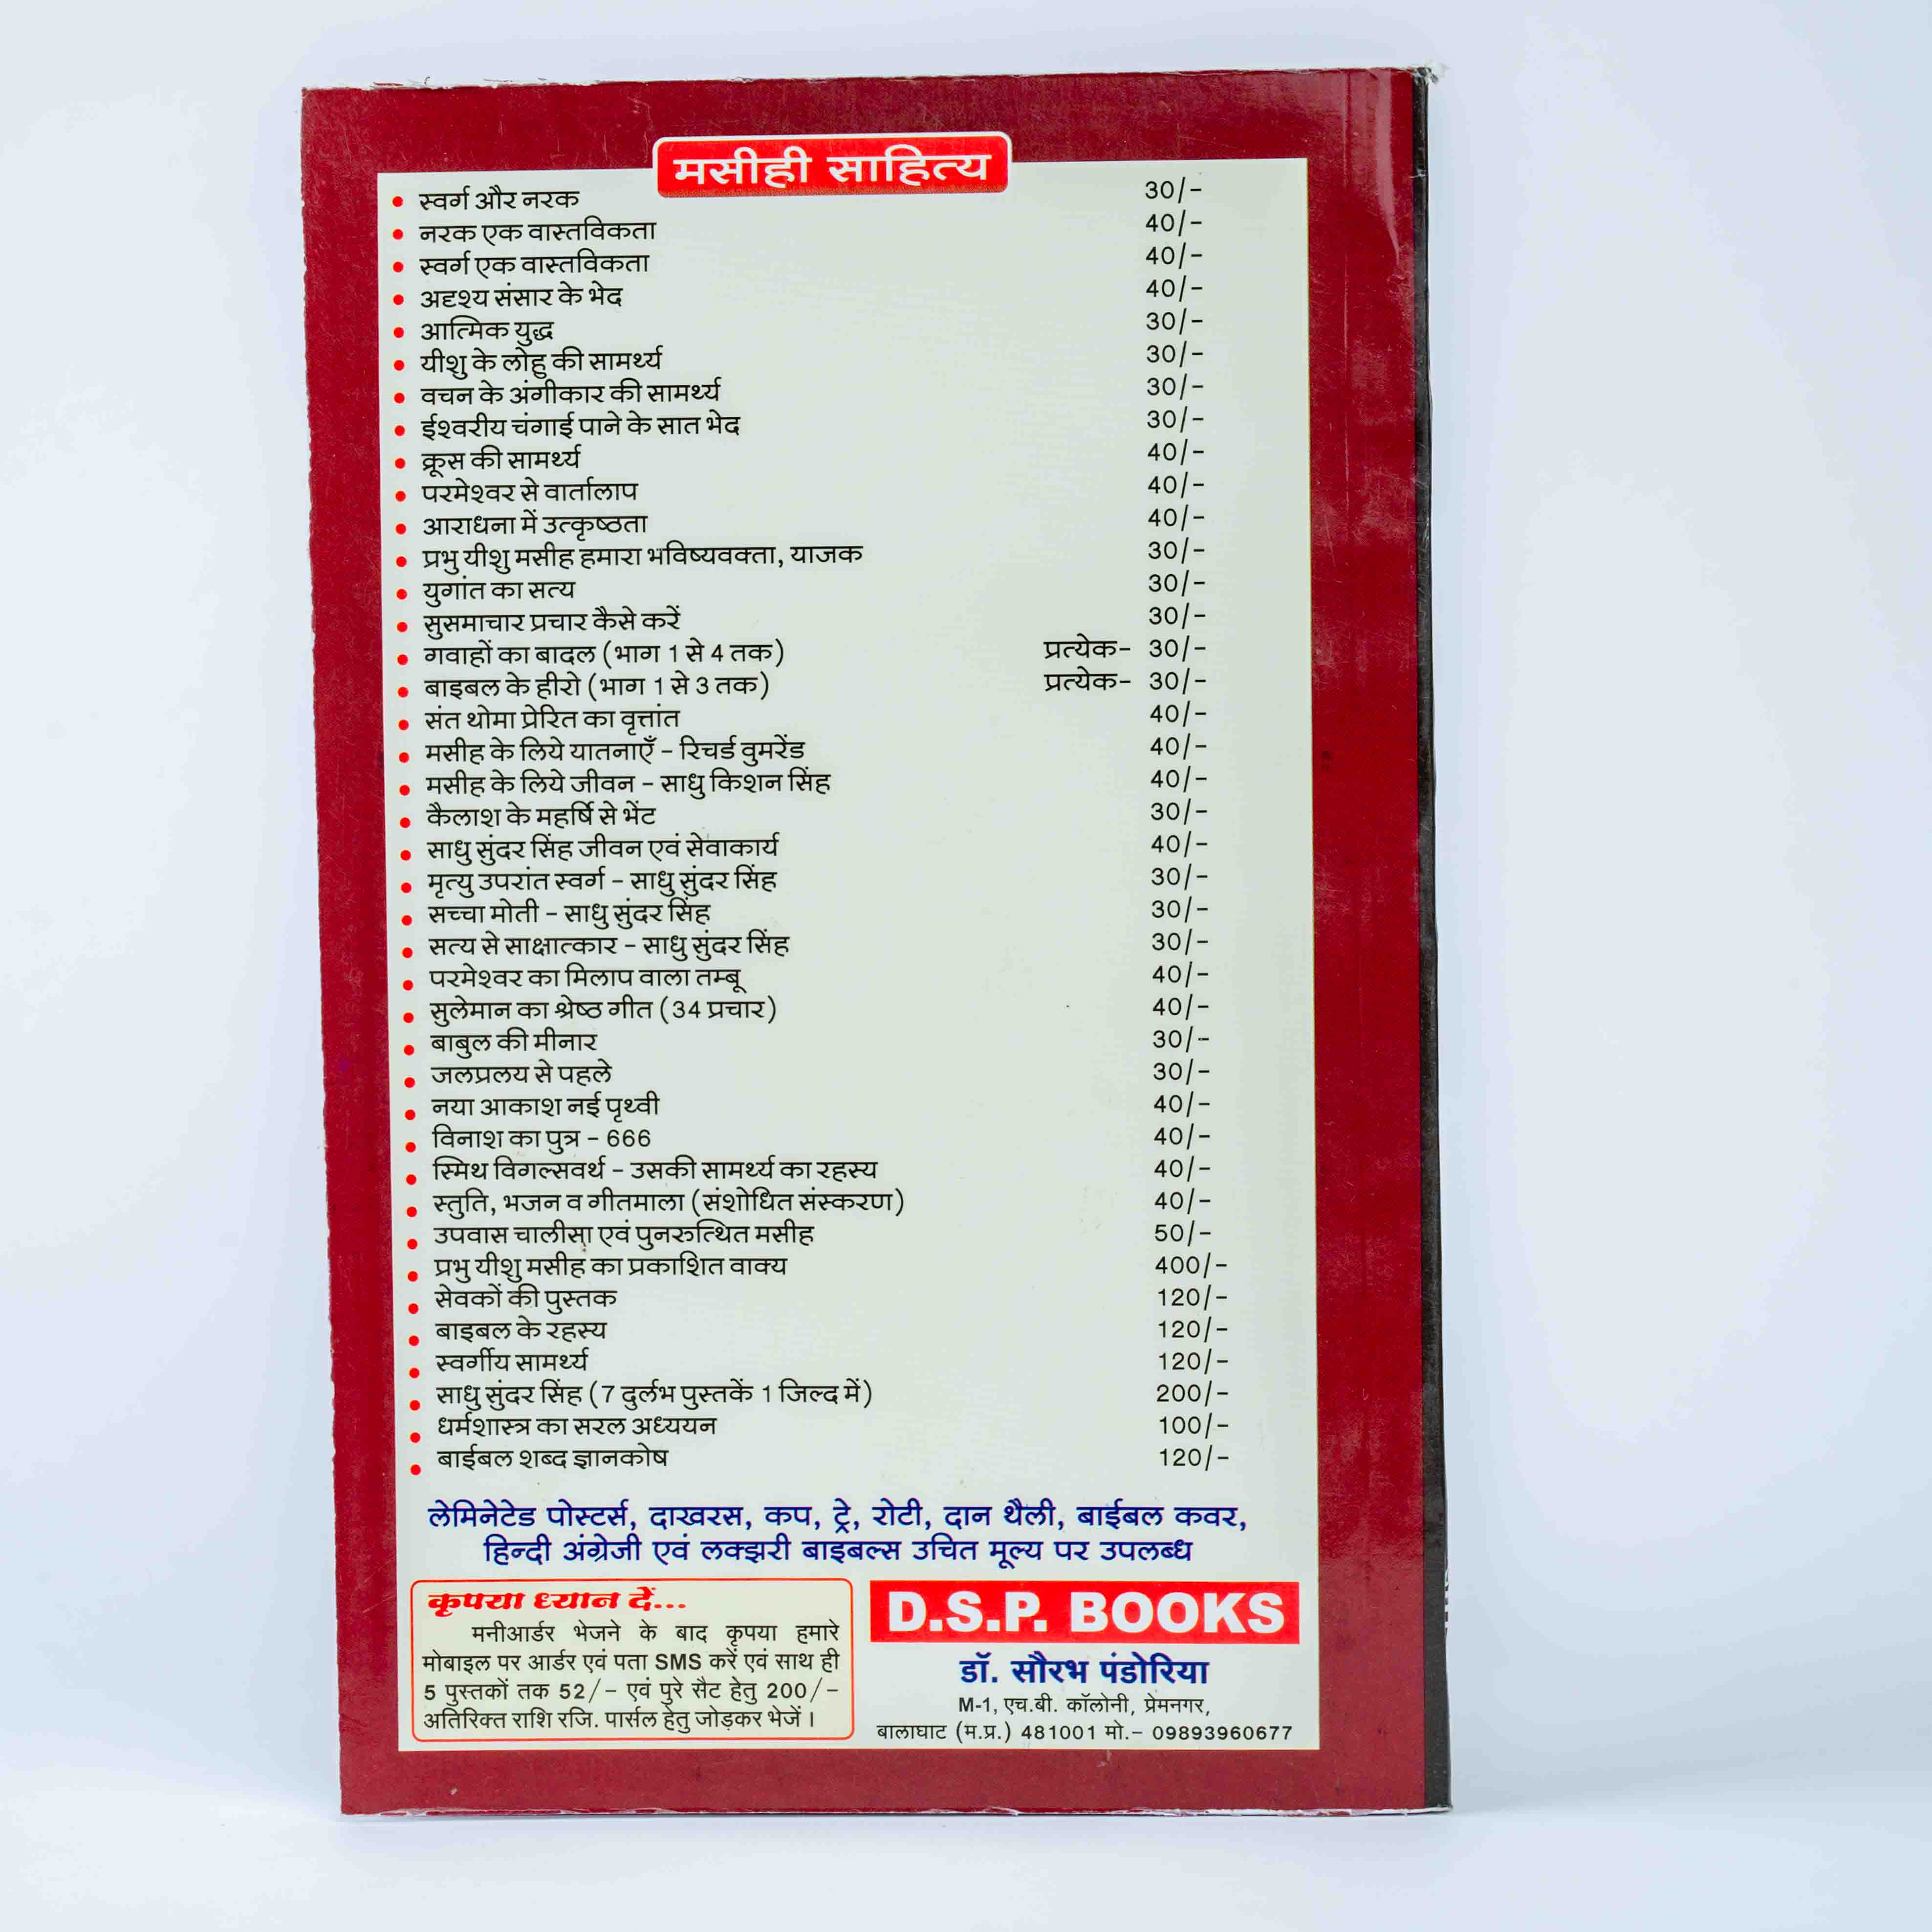 मसीही साहित्य
• स्वर्ग और नरक 30/-
• नरक एक वास्तविकता 40/-
• स्वर्ग एक वास्तविकता 40/-
• अदृश्य संसार के भेद 40/-
• आत्मिक युद्ध 30/-
• यीशु के लोहु की सामर्थ्य 30/-
• वचन के अंगीकार की सामर्थ्य 30/-
• ईश्वरीय चंगाई पाने के सात भेद 30/-
• क्रूस की सामर्थ्य 40/-
• परमेश्वर से वार्तालाप 40/-
• आराधना में उत्कृष्ठता 40/-
• प्रभु यीशु मसीह हमारा भविष्यवक्ता, याजक 30/-
• युगांत का सत्य 30/-
• सुसमाचार प्रचार कैसे करें 30/-
• गवाहों का बादल (भाग 1 से 4 तक) प्रत्येक- 30/-
• बाइबल के हीरो (भाग 1 से 3 तक) प्रत्येक- 30/-
• संत थोमा प्रेरित का वृत्तांत 40/-
• मसीह के लिये यातनाएँ - रिचर्ड वुमरेंड 40/-
• मसीह के लिये जीवन - साधु किशन सिंह 40/-
• कैलाश के महर्षि से भेंट 30/-
• साधु सुंदर सिंह जीवन एवं सेवाकार्य 40/-
• मृत्यु उपरांत स्वर्ग - साधु सुंदर सिंह 30/-
• सच्चा मोती - साधु सुंदर सिंह 30/-
• सत्य से साक्षात्कार - साधु सुंदर सिंह 30/-
• परमेश्वर का मिलाप वाला तम्बू 40/-
• सुलेमान का श्रेष्ठ गीत (34 प्रचार) 40/-
• बाबुल की मीनार 30/-
• जलप्रलय से पहले 30/-
• नया आकाश नई पृथ्वी 40/-
• विनाश का पुत्र - 666 40/-
• स्मिथ विगल्सवर्थ - उसकी सामर्थ्य का रहस्य 40/-
• स्तुति, भजन व गीतमाला (संशोधित संस्करण) 40/-
• उपवास चालीसा एवं पुनरुत्थित मसीह 50/-
• प्रभु यीशु मसीह का प्रकाशित वाक्य 400/-
• सेवकों की पुस्तक 120/-
• बाइबल के रहस्य 120/-
• स्वर्गीय सामर्थ्य 120/-
• साधु सुंदर सिंह (7 दुर्लभ पुस्तकें 1 जिल्द में) 200/-
• धर्मशास्त्र का सरल अध्ययन 100/-
• बाईबल शब्द ज्ञानकोष 120/-
लेमिनेटेड पोस्टर्स, दाखरस, कप, ट्रे, रोटी, दान थैली, बाईबल कवर,
हिन्दी अंग्रेजी एवं लक्झरी बाइबल्स उचित मूल्य पर उपलब्ध
कृपया ध्यान दें...
मनीआर्डर भेजने के बाद कृपया हमारे
मोबाइल पर आर्डर एवं पता SMS करें एवं साथ ही
5 पुस्तकों तक 52/- एवं पुरे सैट हेतु 200/-
अतिरिक्त राशि रजि. पार्सल हेतु जोड़कर भेजें ।
D.S.P. BOOKS
डॉ. सौरभ पंडोरिया
M-1, एच.बी. कॉलोनी, प्रेमनगर,
बालाघाट (म.प्र.) 481001 मो.- 09893960677